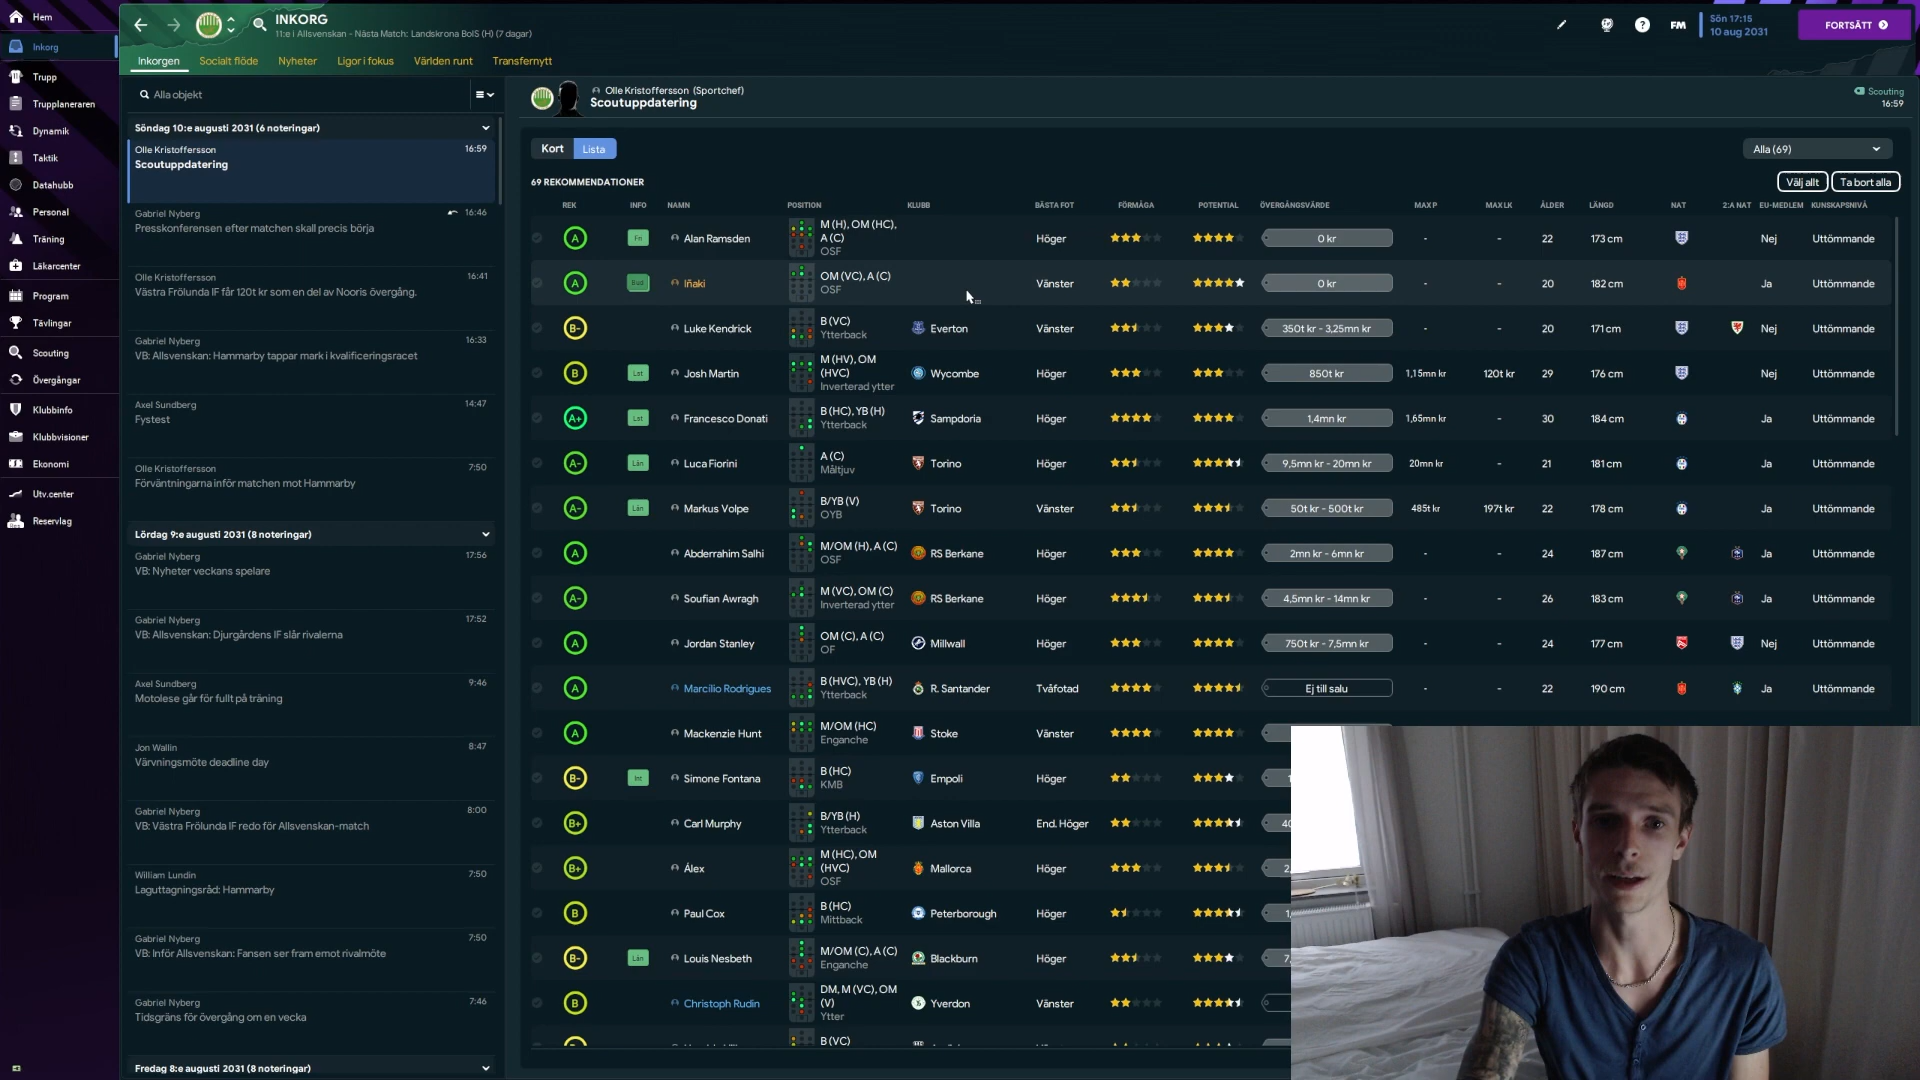 Hem
Inkorg
Trupp
Trupplaneraren
Dynamik
Taktik
Datahubb
Personal
Träning
Läkarcenter
Program
Tävlingar
Scouting
Övergångar
Klubbinfo
Klubbvisioner
Ekonomi
Utv.center
Reservlag
INKORG
11:e i Allsvenskan - Nästa Match: Landskrona BoIS (H) (7 dagar)
FM
Sön 17:15
10 aug 2031
FORTSÄTT
Inkorgen Socialt flöde Nyheter Ligor i fokus Världen runt Transfernytt
Alla objekt
Söndag 10:e augusti 2031 (6 noteringar)
Olle Kristoffersson 16:59
Scoutuppdatering
Gabriel Nyberg 16:46
Presskonferensen efter matchen skall precis börja
Olle Kristoffersson 16:41
Västra Frölunda IF får 120t kr som en del av Nooris övergång.
Gabriel Nyberg 16:33
VB: Allsvenskan: Hammarby tappar mark i kvalificeringsracet
Axel Sundberg 14:47
Fystest
Olle Kristoffersson 7:50
Förväntningarna inför matchen mot Hammarby
Lördag 9:e augusti 2031 (8 noteringar)
Gabriel Nyberg 17:56
VB: Nyheter veckans spelare
Gabriel Nyberg 17:52
VB: Allsvenskan: Djurgårdens IF slår rivalerna
Axel Sundberg 9:46
Motolese går för fullt på träning
Jon Wallin 8:47
Värvningsmöte deadline day
Gabriel Nyberg 8:00
VB: Västra Frölunda IF redo för Allsvenskan-match
William Lundin 7:50
Laguttagningsråd: Hammarby
Gabriel Nyberg 7:50
VB: Inför Allsvenskan: Fansen ser fram emot rivalmöte
Gabriel Nyberg 7:46
Tidsgräns för övergång om en vecka
Fredag 8:e augusti 2031 (8 noteringar)
Olle Kristoffersson (Sportchef)
Scoutuppdatering
Scouting
16:59
Kort Lista
Alla (69)
69 REKOMMENDATIONER
Välj allt Ta bort alla
REK INFO NAMN POSITION KLUBB BÄSTA FOT FÖRMÅGA POTENTIAL ÖVERGÅNGSVÄRDE MAX P MAX LK ÅLDER LÄNGD NAT 2:A NAT EU-MEDLEM KUNSKAPSNIVÅ
A Fri Alan Ramsden M (H), OM (HC), A (C) OSF Höger 0 kr - - 22 173 cm Nej Uttömmande
A Iñaki OM (VC), A (C) OSF Vänster 0 kr - - 20 182 cm Ja Uttömmande
B- Luke Kendrick B (VC) Ytterback Everton Vänster 350t kr - 3,25mn kr - - 20 171 cm Nej Uttömmande
B Lst Josh Martin M (HV), OM (HVC) Inverterad ytter Wycombe Höger 850t kr 1,15mn kr 120t kr 29 176 cm Nej Uttömmande
A+ Lst Francesco Donati B (HC), YB (H) Ytterback Sampdoria Höger 1,4mn kr 1,65mn kr - 30 184 cm Ja Uttömmande
A- Lån Luca Fiorini A (C) Måltjuv Torino Höger 9,5mn kr - 20mn kr 20mn kr - 21 181 cm Ja Uttömmande
A- Lån Markus Volpe B/YB (V) OYB Torino Vänster 50t kr - 500t kr 485t kr 197t kr 22 178 cm Ja Uttömmande
A Abderrahim Salhi M/OM (H), A (C) OSF RS Berkane Höger 2mn kr - 6mn kr - - 24 187 cm Ja Uttömmande
A- Soufian Awragh M (VC), OM (C) Inverterad ytter RS Berkane Höger 4,5mn kr - 14mn kr - - 26 183 cm Ja Uttömmande
A Jordan Stanley OM (C), A (C) OF Millwall Höger 750t kr - 7,5mn kr - - 24 177 cm Nej Uttömmande
A Marcílio Rodrigues B (HVC), YB (H) Ytterback R. Santander Tvåfotad Ej till salu - - 22 190 cm Ja Uttömmande
A Mackenzie Hunt M/OM (HC) Enganche Stoke Vänster
B- Int Simone Fontana B (HC) KMB Empoli Höger
B+ Carl Murphy B/YB (H) Ytterback Aston Villa End. Höger
B+ Álex M (HC), OM (HVC) OSF Mallorca Höger
B Paul Cox B (HC) Mittback Peterborough Höger
B- Lån Louis Nesbeth M/OM (C), A (C) Enganche Blackburn Höger
B Christoph Rudin DM, M (VC), OM (V) Ytter Yverdon Vänster
B (VC)